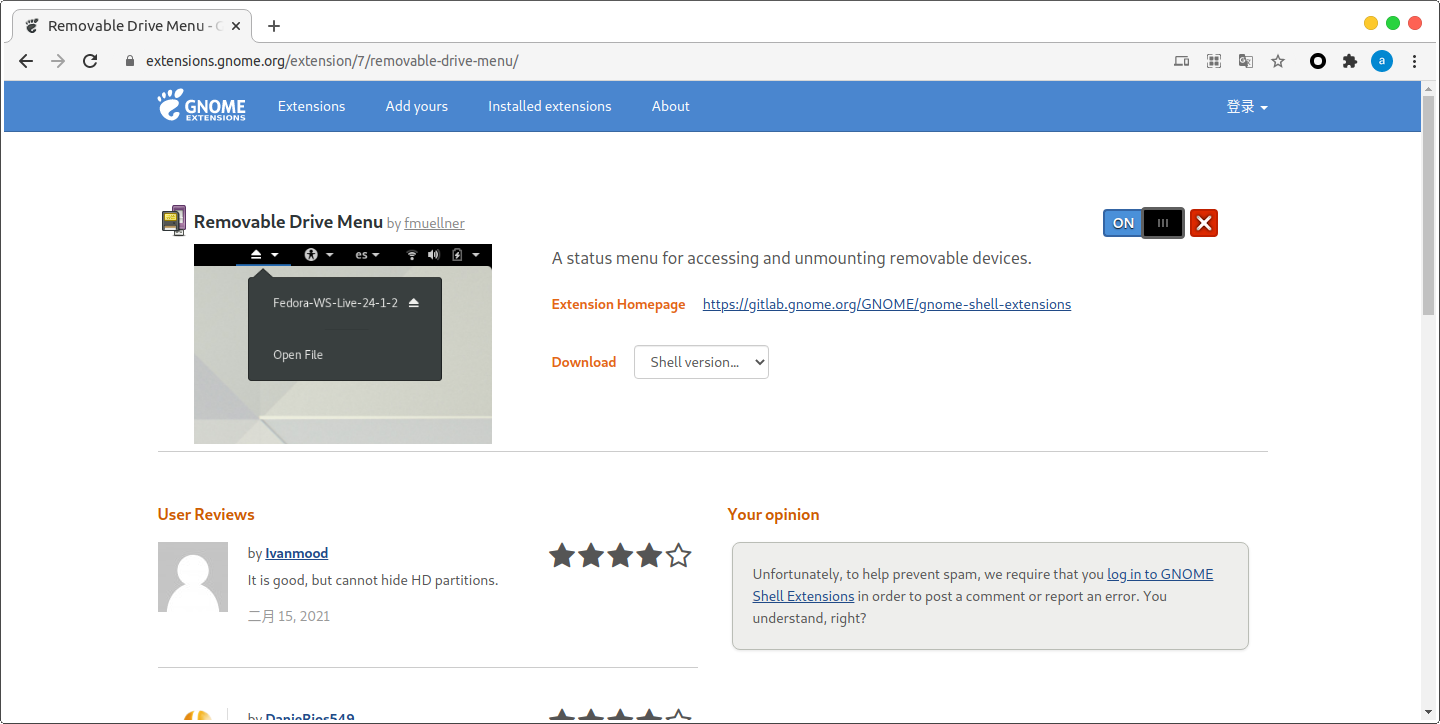 Removable Drive Menu -
a
extensions.gnome.org/extension/7/removable-drive-menu/
GNOME
EXTENSIONS
Extensions
Add yours
Installed extensions
About
登录
Removable Drive Menu by fmuellner
ON
es
Fedora-WS-Live-24-1-2
Open File
A status menu for accessing and unmounting removable devices.
Extension Homepage
https://gitlab.gnome.org/GNOME/gnome-shell-extensions
Download
Shell version...
User Reviews
by Ivanmood
It is good, but cannot hide HD partitions.
二月 15, 2021
by DanieRios549
Your opinion
Unfortunately, to help prevent spam, we require that you log in to GNOME
Shell Extensions in order to post a comment or report an error. You
understand, right?